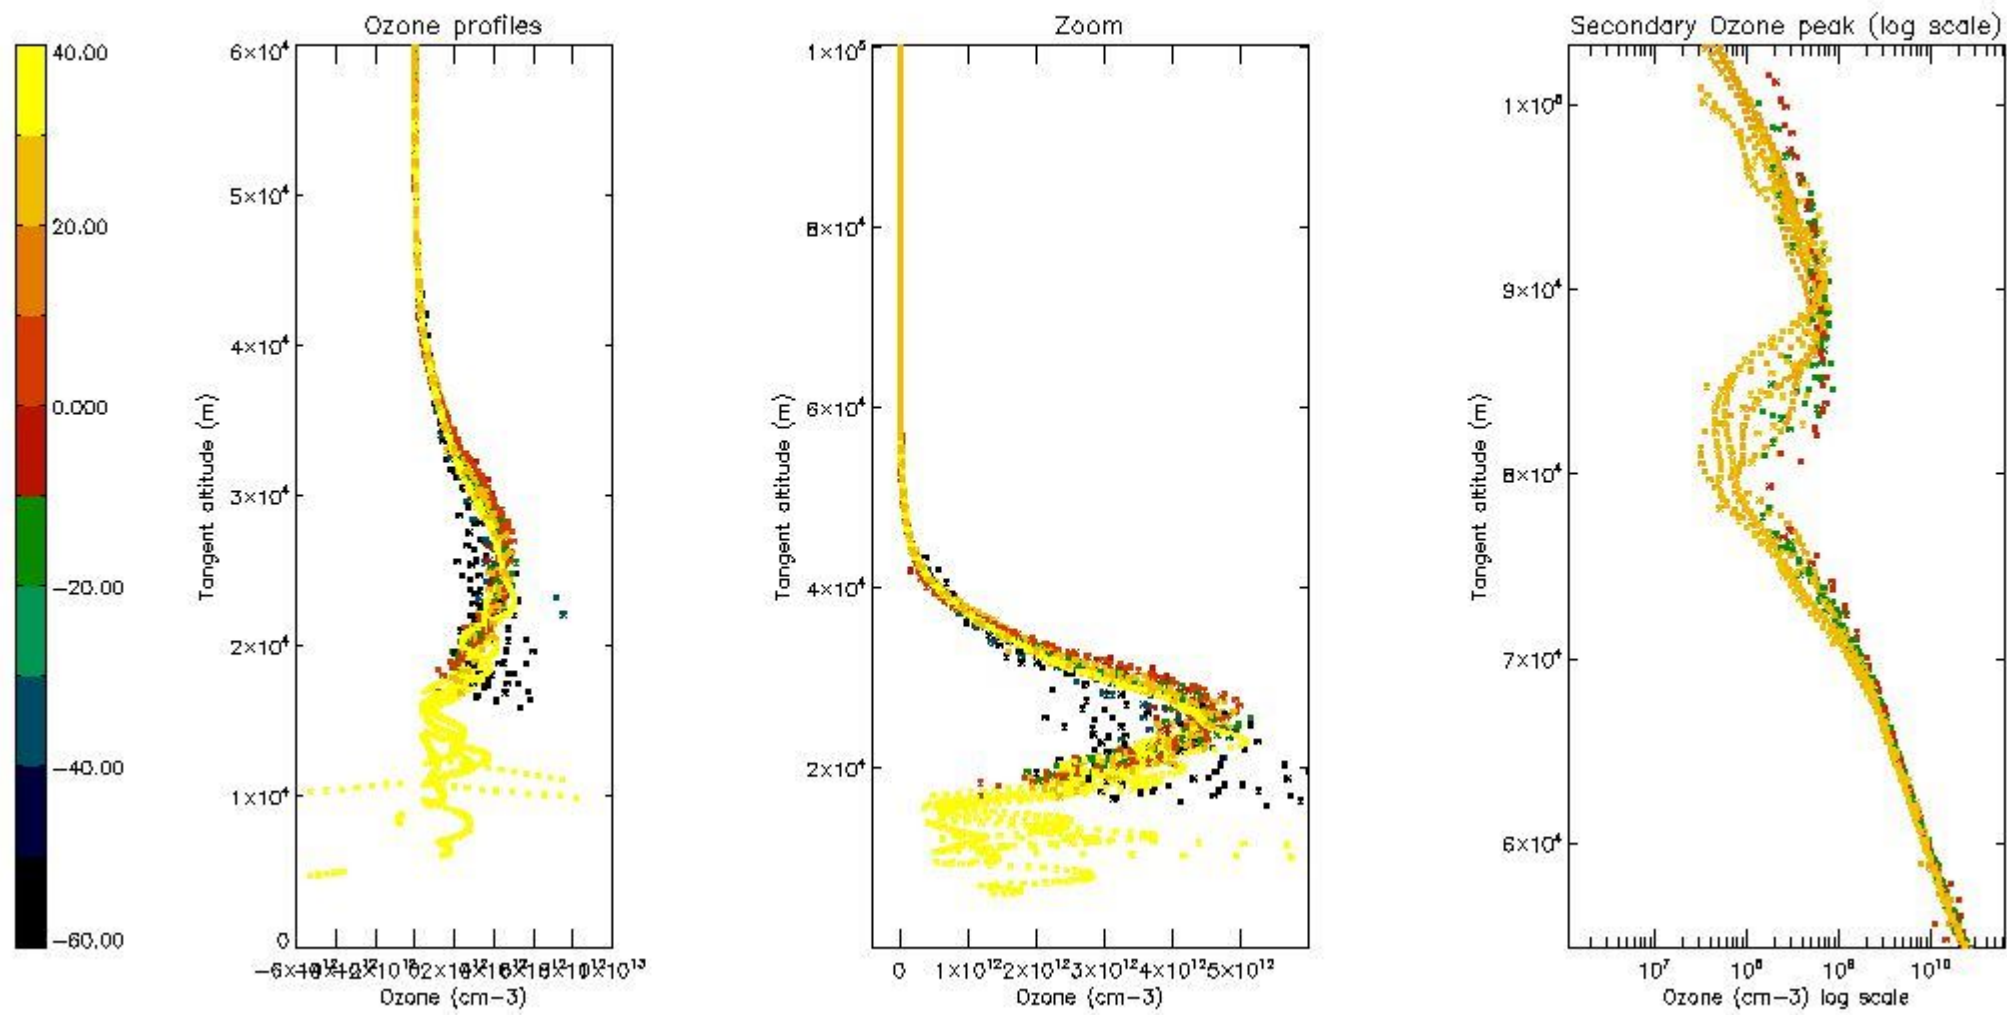 Ozone profiles
Zoom
Secondary Ozone peak (log scale)
40.00
20.00
0.000
−20.00
−40.00
−60.00
6×10⁴
5×10⁴
4×10⁴
3×10⁴
2×10⁴
1×10⁴
0
Tangent altitude (m)
Ozone (cm−3)
1×10⁵
8×10⁴
6×10⁴
4×10⁴
2×10⁴
Tangent altitude (m)
0 1×10¹² 2×10¹² 3×10¹² 4×10¹² 5×10¹²
Ozone (cm−3)
9×10⁴
8×10⁴
7×10⁴
6×10⁴
Tangent altitude (m)
10⁷ 10⁸ 10⁹ 10¹⁰
Ozone (cm−3) log scale